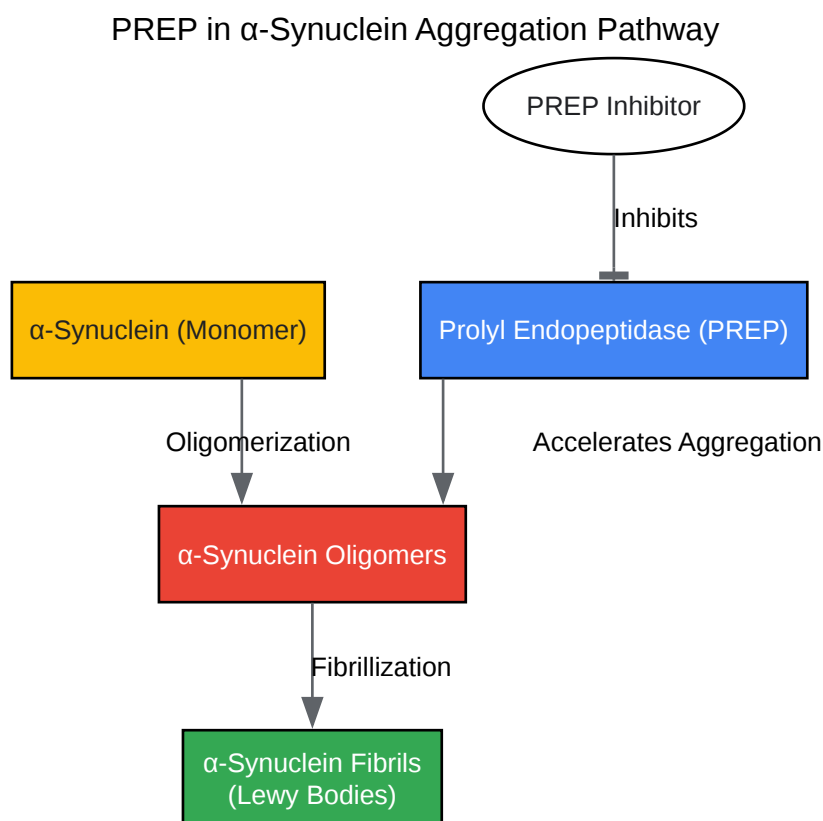 PREP in α-Synuclein Aggregation Pathway
PREP Inhibitor
Inhibits
α-Synuclein (Monomer)
Prolyl Endopeptidase (PREP)
Oligomerization
Accelerates Aggregation
α-Synuclein Oligomers
Fibrillization
α-Synuclein Fibrils
(Lewy Bodies)